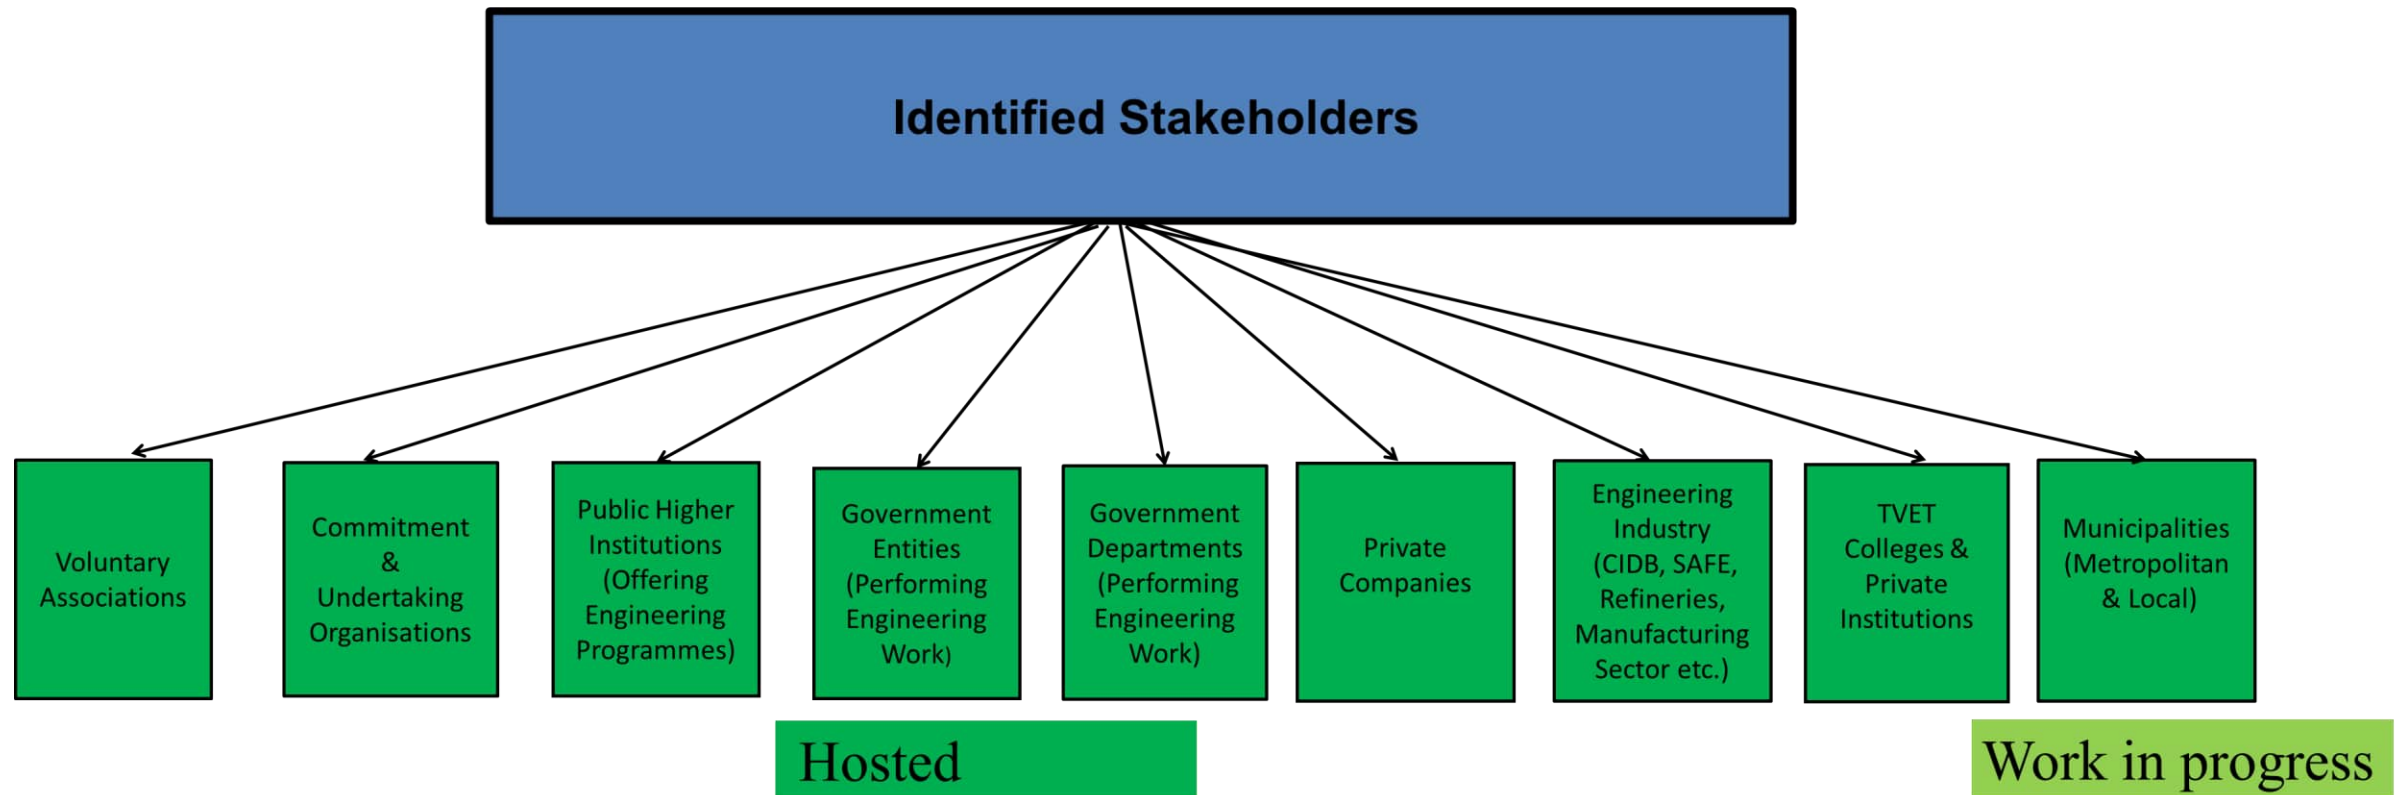 Identified Stakeholders
Voluntary
Associations
Commitment
&
Undertaking
Organisations
Public Higher
Institutions
(Offering
Engineering
Programmes)
Government
Entities
(Performing
Engineering
Work)
Government
Departments
(Performing
Engineering
Work)
Private
Companies
Engineering
Industry
(CIDB, SAFE,
Refineries,
Manufacturing
Sector etc.)
TVET
Colleges &
Private
Institutions
Municipalities
(Metropolitan
& Local)
Hosted
Work in progress